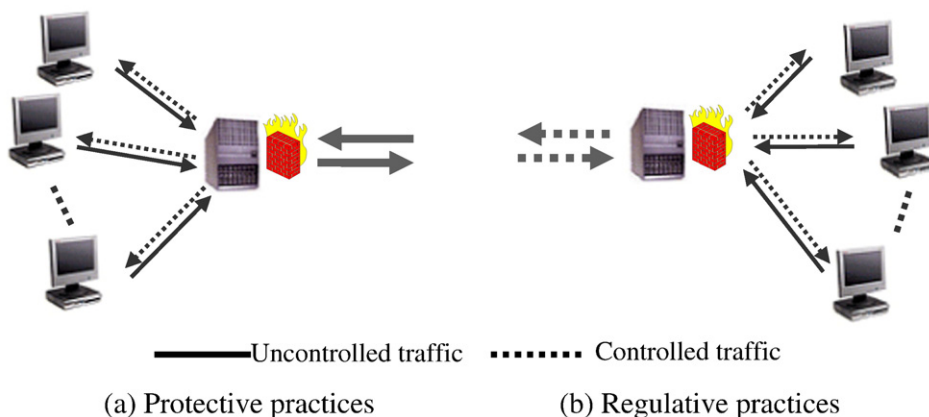 Uncontrolled traffic
Controlled traffic
(a) Protective practices
(b) Regulative practices